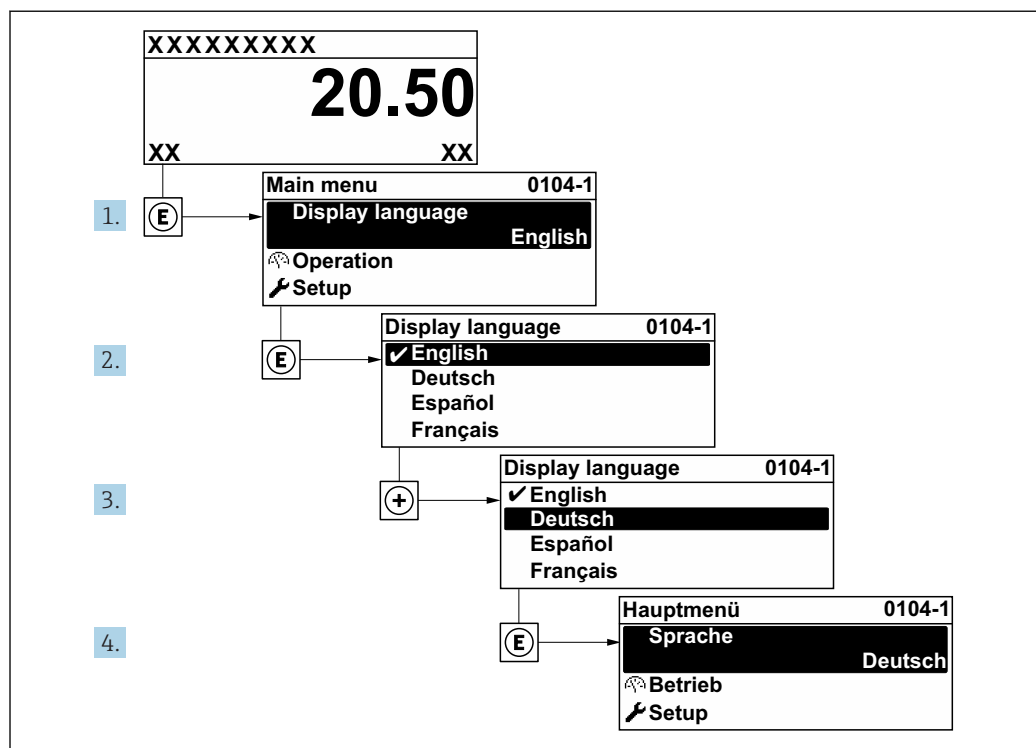 XXXXXXXXX
20.50
XX XX
1.
E
Main menu 0104-1
Display language
English
Operation
Setup
2.
E
Display language 0104-1
✔ English
Deutsch
Español
Français
3.
+
Display language 0104-1
✔ English
Deutsch
Español
Français
4.
E
Hauptmenü 0104-1
Sprache
Deutsch
Betrieb
Setup